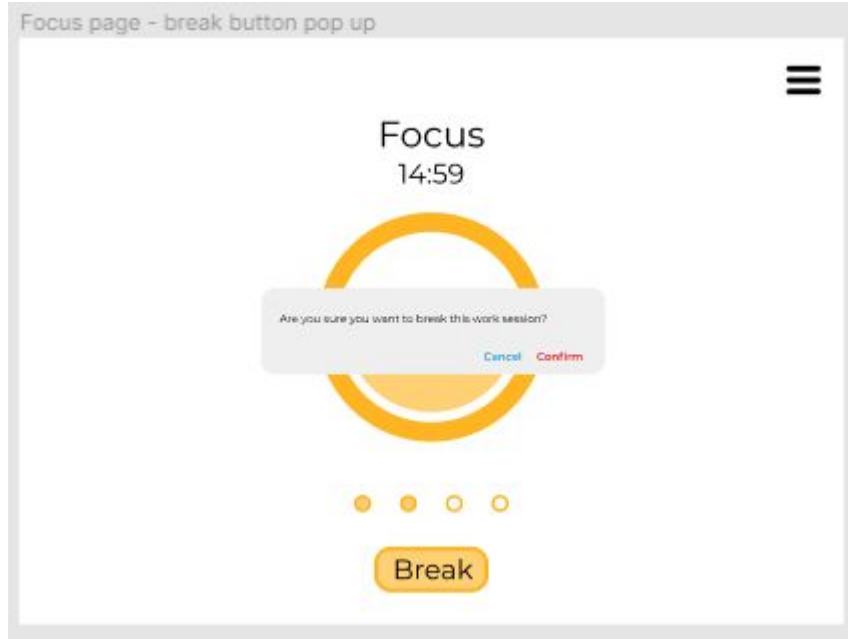 Focus page - break button pop up
Focus
14:59
Are you sure you want to break this work session?
Cancel Confirm
Break